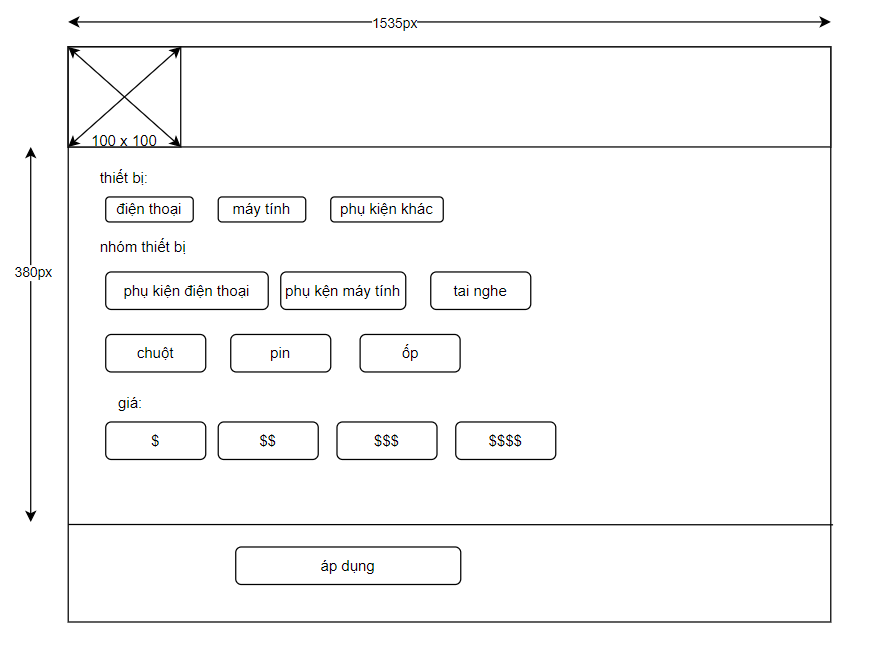 1535px
100 x 100
thiết bị:
điện thoại
máy tính
phụ kiện khác
nhóm thiết bị
380px
phụ kiện điện thoại
phụ kện máy tính
tai nghe
chuột
pin
ốp
giá:
$
$$
$$$
$$$$
áp dụng